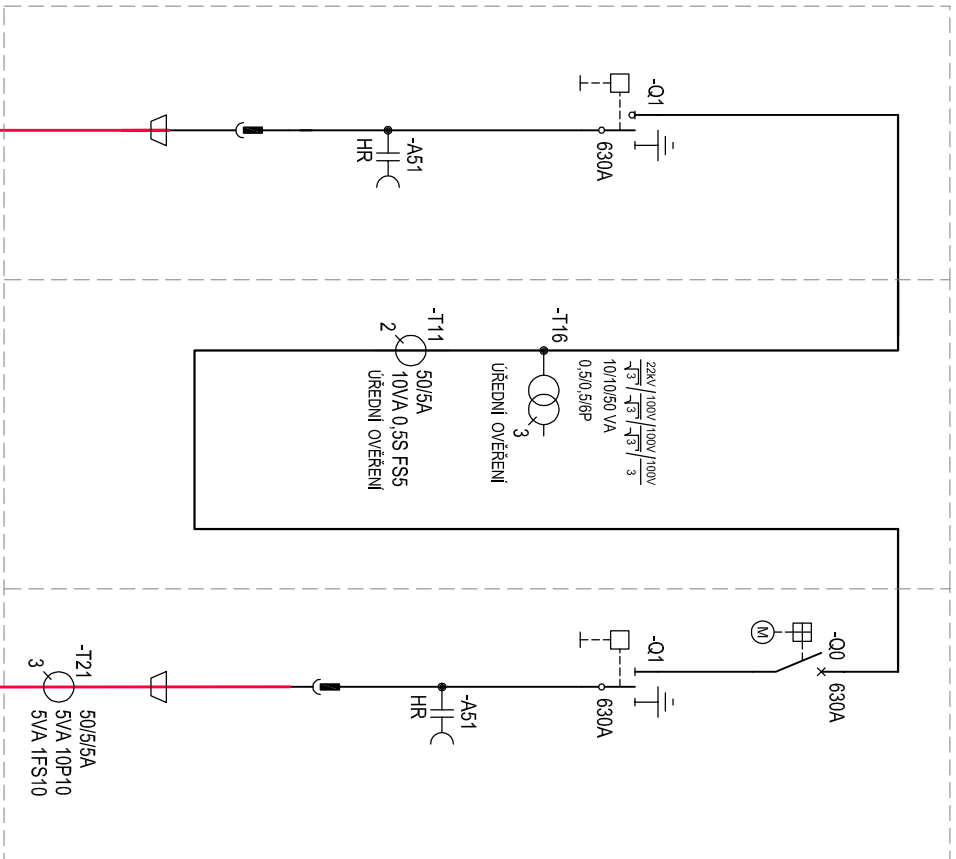 -Q1
630A
-A51
HR
-T16
3
ÚŘEDNÍ OVĚŘENÍ
22kV/100V/100V/100V
√3/√3/√3/3
10/10/50 VA
0,5/0,5/6P
-T11
2
50/5A
10VA 0,5S FS5
ÚŘEDNÍ OVĚŘENÍ
-Q0
630A
M
-Q1
630A
-A51
HR
-T21
3
50/5/5A
5VA 10P10
5VA 1FS10